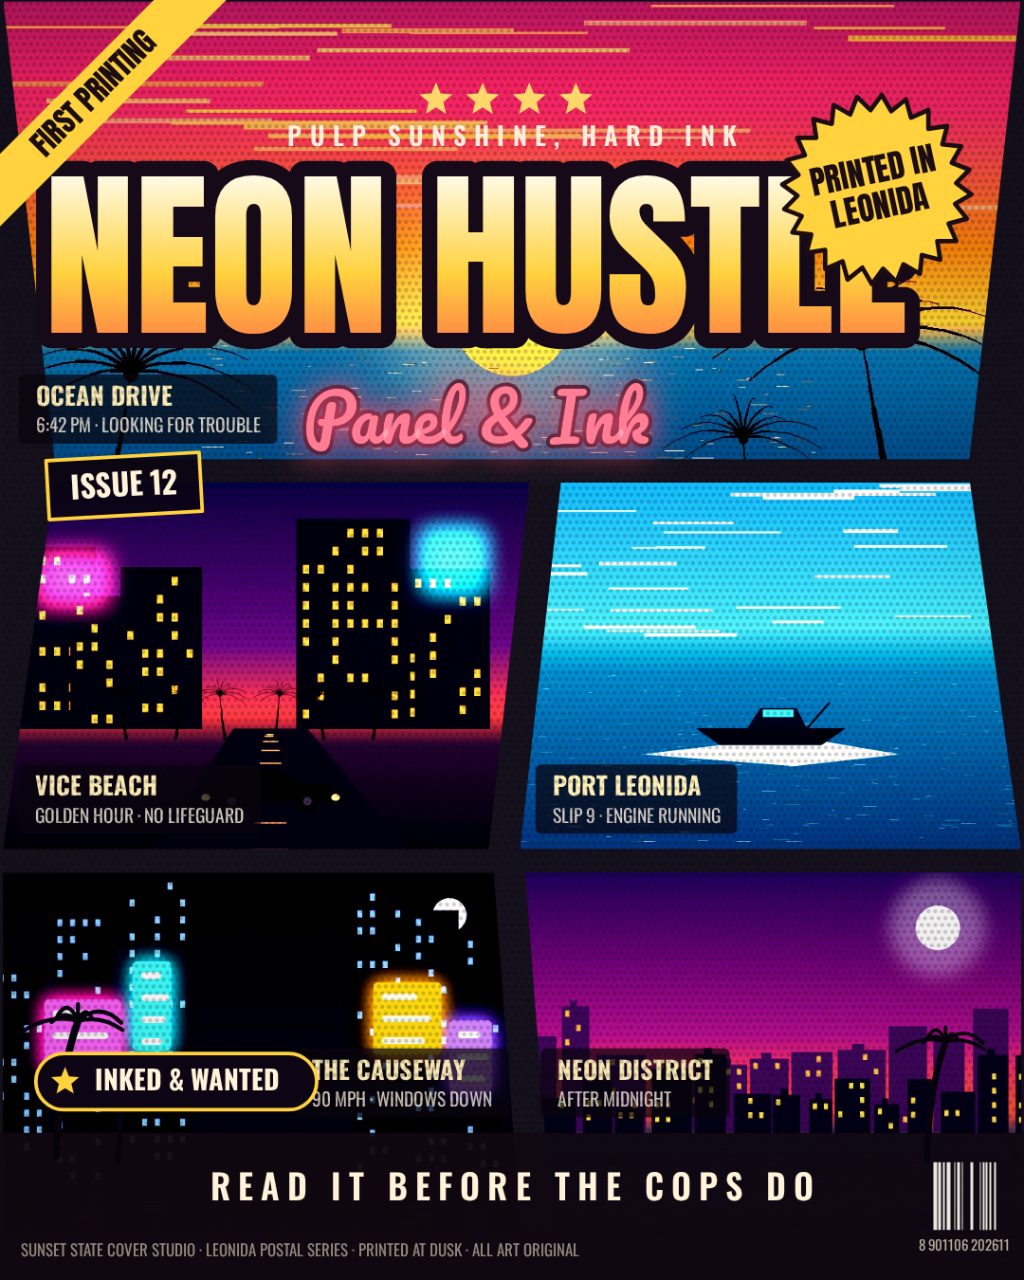 FIRST PRINTING
PULP SUNSHINE, HARD INK
NEON HUSTLE
PRINTED IN
LEONIDA
OCEAN DRIVE
6:42 PM · LOOKING FOR TROUBLE
Panel & Ink
ISSUE 12
VICE BEACH
GOLDEN HOUR · NO LIFEGUARD
PORT LEONIDA
SLIP 9 · ENGINE RUNNING
INKED & WANTED
THE CAUSEWAY
90 MPH · WINDOWS DOWN
NEON DISTRICT
AFTER MIDNIGHT
READ IT BEFORE THE COPS DO
SUNSET STATE COVER STUDIO · LEONIDA POSTAL SERIES · PRINTED AT DUSK · ALL ART ORIGINAL
8 901106 202611